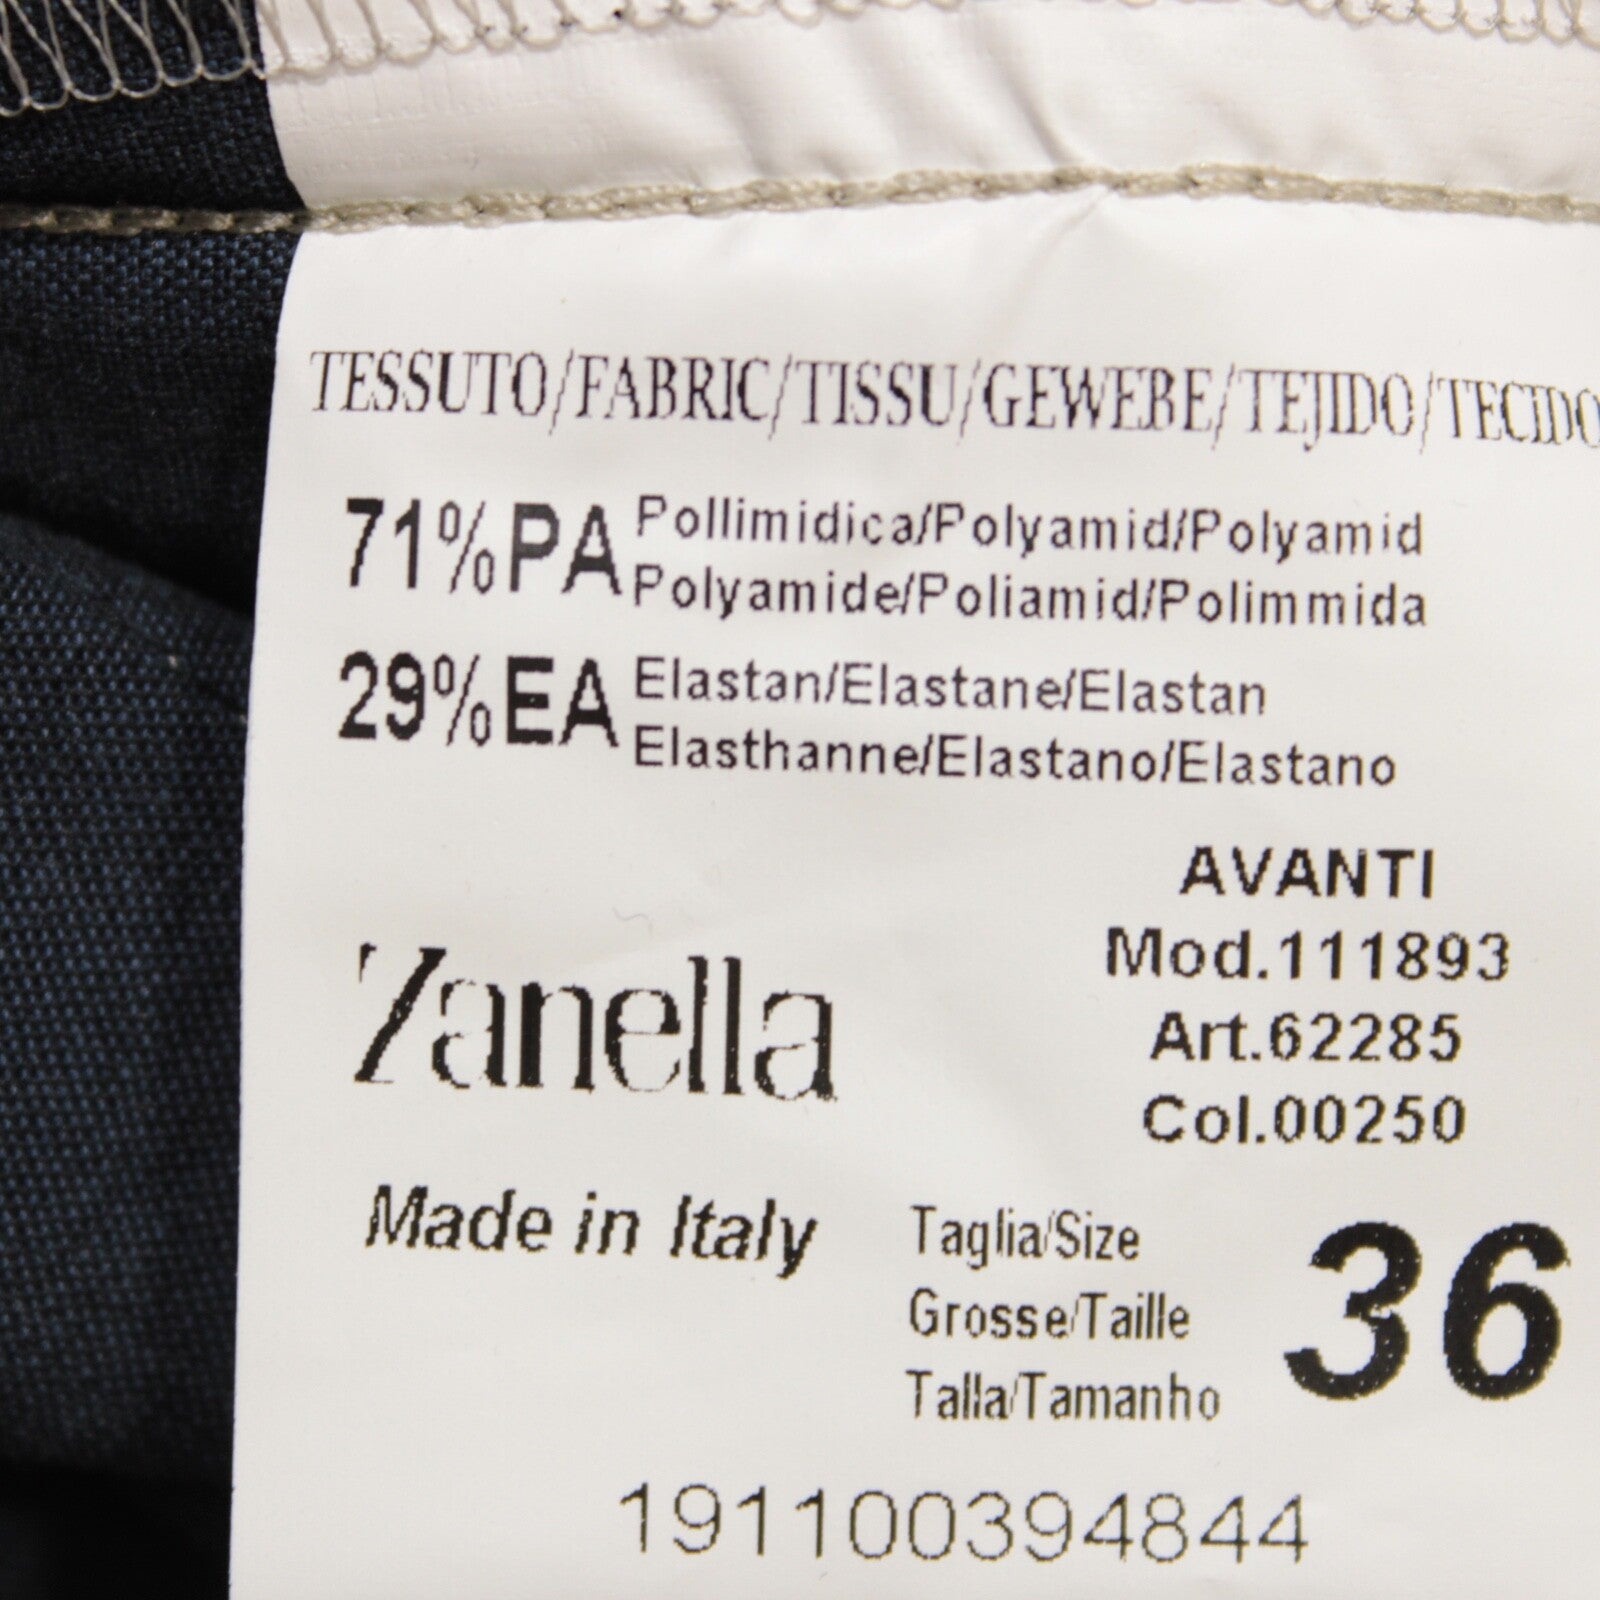 TESSUTO/FABRIC/TISSU/GEWEBE/TEJIDO/TECIDO
71% PA Pollimidica/Polyamid/Polyamid
Polyamide/Poliamid/Polimmida
29% EA Elastan/Elastane/Elastan
Elasthanne/Elastano/Elastano
AVANTI
Mod.111893
Art.62285
Col.00250
Zanella
Made in Italy
Taglia/Size
Grosse/Taille
Talla/Tamanho
36
191100394844